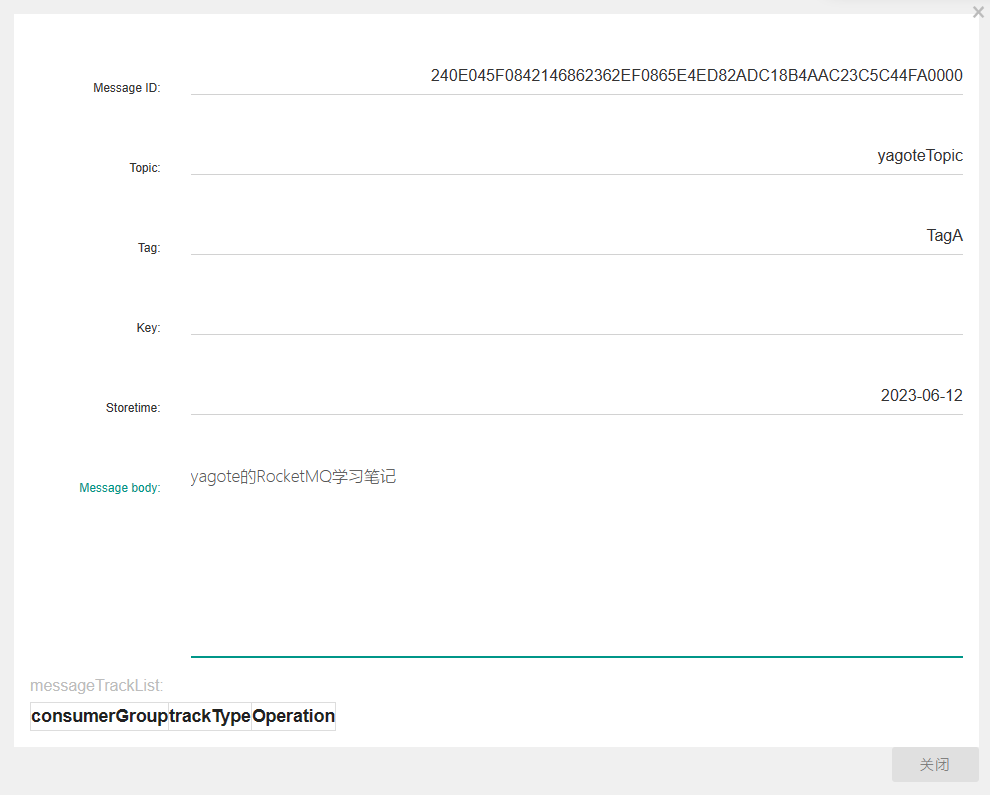 ×
Message ID: 240E045F0842146862362EF0865E4ED82ADC18B4AAC23C5C44FA0000
Topic: yagoteTopic
Tag: TagA
Key:
Storetime: 2023-06-12
Message body: yagote的RocketMQ学习笔记
messageTrackList:
consumerGroup trackType Operation
关闭